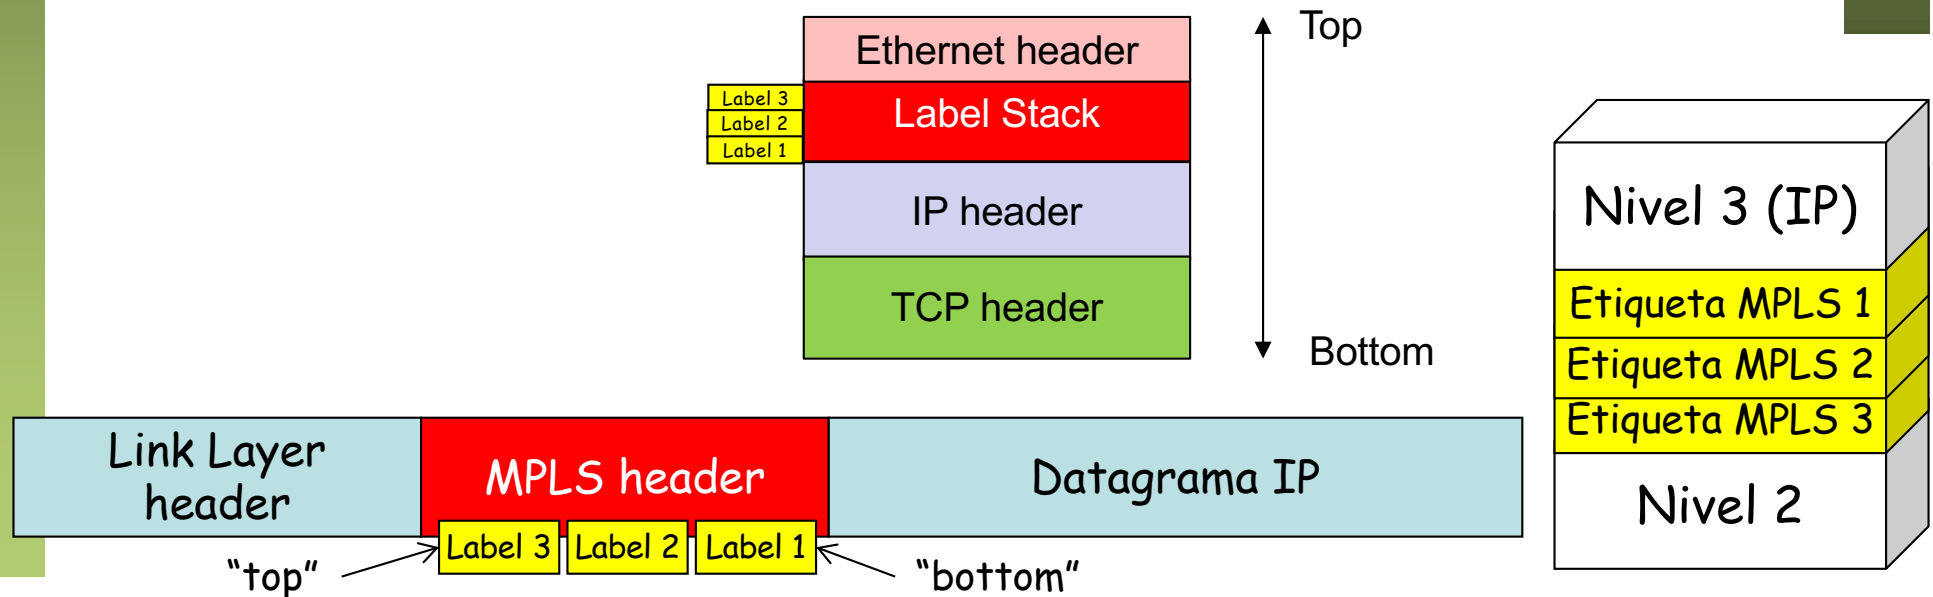 Top
Ethernet header
Label 3
Label 2
Label 1
Label Stack
IP header
TCP header
Bottom
Nivel 3 (IP)
Etiqueta MPLS 1
Etiqueta MPLS 2
Etiqueta MPLS 3
Nivel 2
Link Layer
header
MPLS header
Datagrama IP
Label 3
Label 2
Label 1
“top”
“bottom”